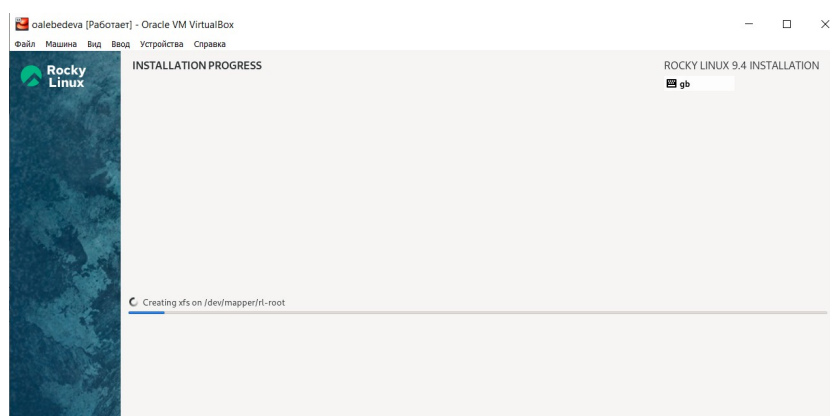 oalebedeva [Работает] - Oracle VM VirtualBox
Файл Машина Вид Ввод Устройства Справка
Rocky
Linux
INSTALLATION PROGRESS
ROCKY LINUX 9.4 INSTALLATION
gb
Creating xfs on /dev/mapper/rl-root